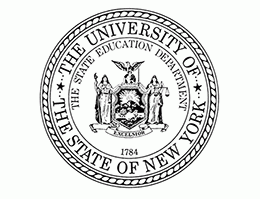 THE UNIVERSITY OF
THE STATE OF NEW YORK
THE STATE EDUCATION DEPARTMENT
EXCELSIOR
1784